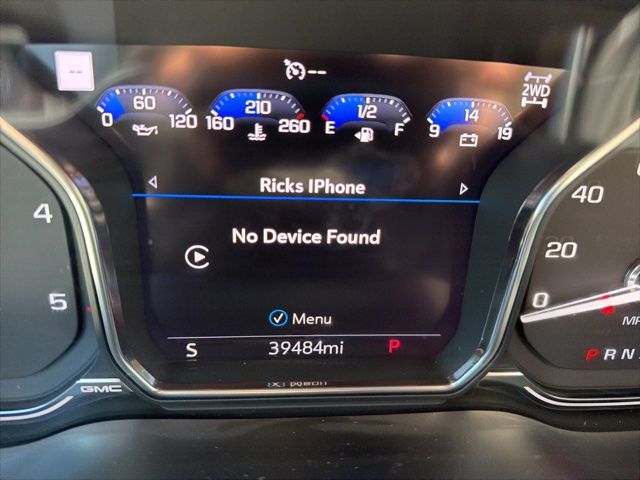 --
--
2WD
60
0 120
210
160 260
1/2
E F
14
9 19
Ricks IPhone
No Device Found
Menu
S 39484mi P
4
5
40
20
0
P R N
GMC